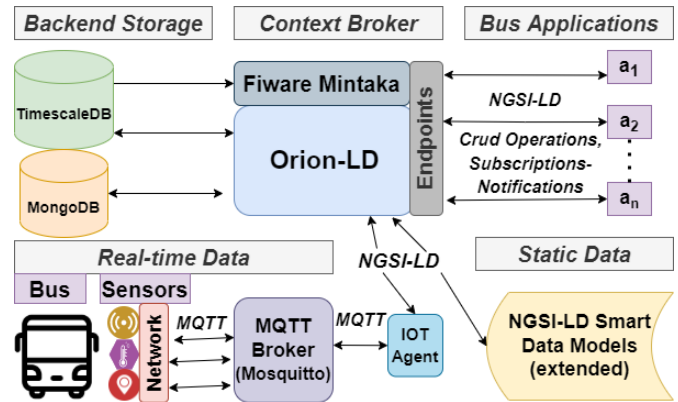 Backend Storage
Context Broker
Bus Applications
TimescaleDB
MongoDB
Fiware Mintaka
Orion-LD
Endpoints
NGSI-LD
Crud Operations,
Subscriptions-
Notifications
a1
a2
an
Real-time Data
Bus
Sensors
Network
MQTT
MQTT
Broker
(Mosquitto)
MQTT
IOT
Agent
NGSI-LD
Static Data
NGSI-LD Smart
Data Models
(extended)